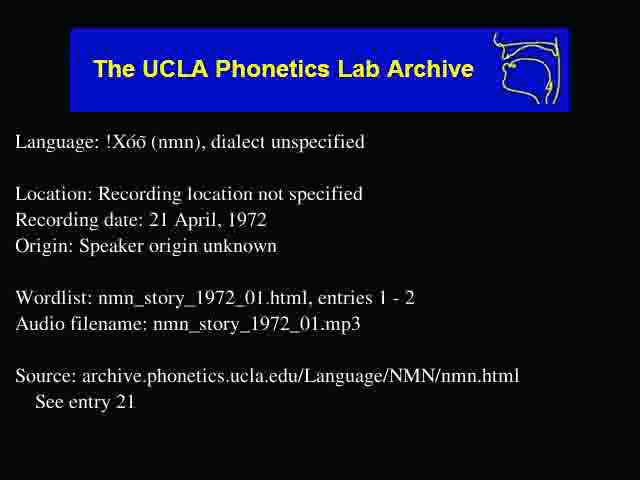 The UCLA Phonetics Lab Archive
Language: !Xóõ (nmn), dialect unspecified
Location: Recording location not specified
Recording date: 21 April, 1972
Origin: Speaker origin unknown
Wordlist: nmn_story_1972_01.html, entries 1 - 2
Audio filename: nmn_story_1972_01.mp3
Source: archive.phonetics.ucla.edu/Language/NMN/nmn.html
See entry 21